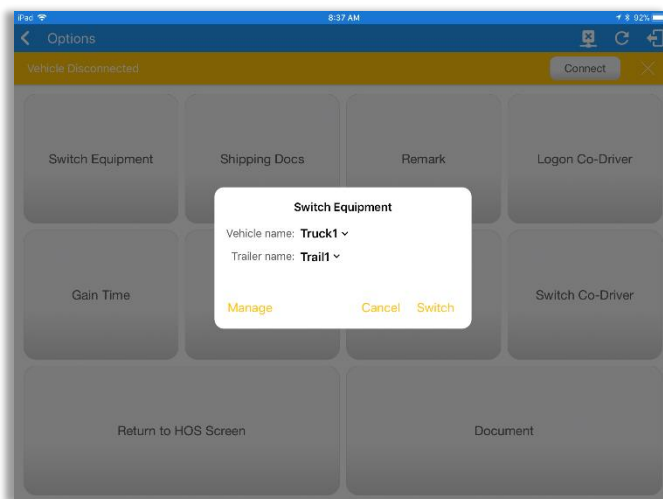 iPad 8:37 AM 92%
Options
Vehicle Disconnected Connect
Switch Equipment Shipping Docs Remark Logon Co-Driver
Switch Equipment
Vehicle name: Truck1
Trailer name: Trail1
Manage Cancel Switch
Gain Time Switch Co-Driver
Return to HOS Screen Document